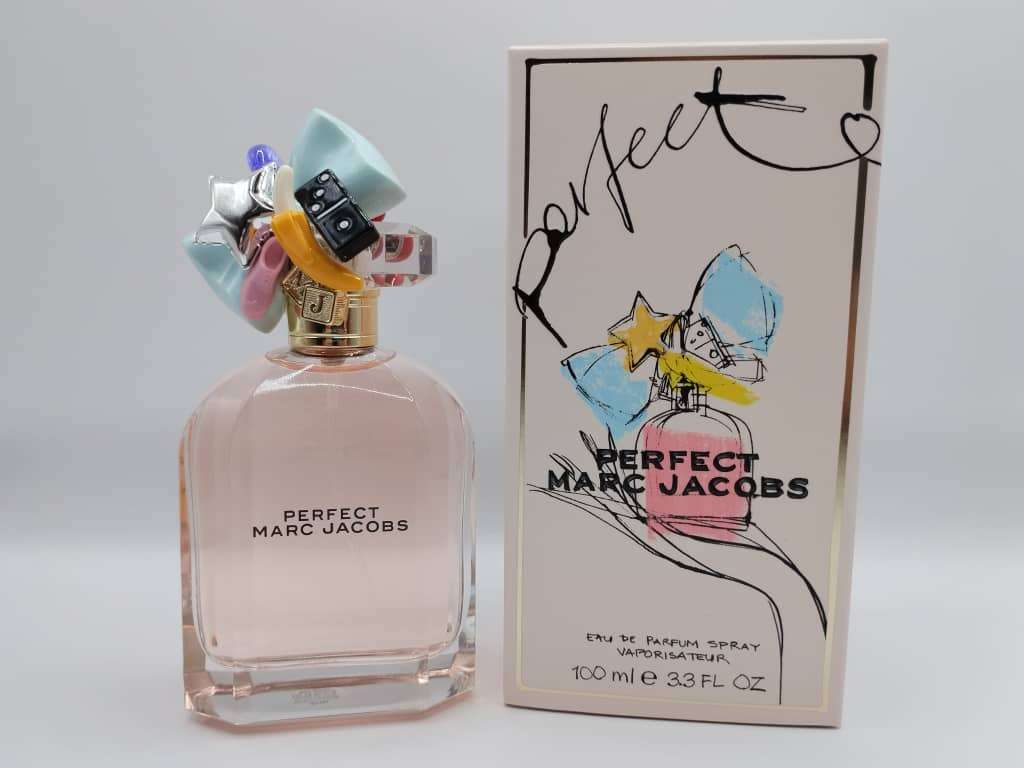 J
PERFECT
MARC JACOBS
Perfect
PERFECT
MARC JACOBS
EAU DE PARFUM SPRAY
VAPORISATEUR
100 ml e 3.3 FL OZ